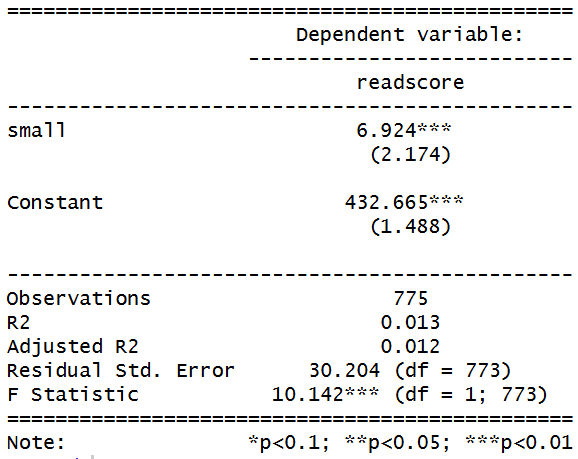 ===============================================
Dependent variable:
---------------------------
readscore
-----------------------------------------------
small 6.924***
(2.174)
Constant 432.665***
(1.488)
-----------------------------------------------
Observations 775
R2 0.013
Adjusted R2 0.012
Residual Std. Error 30.204 (df = 773)
F Statistic 10.142*** (df = 1; 773)
===============================================
Note: *p<0.1; **p<0.05; ***p<0.01